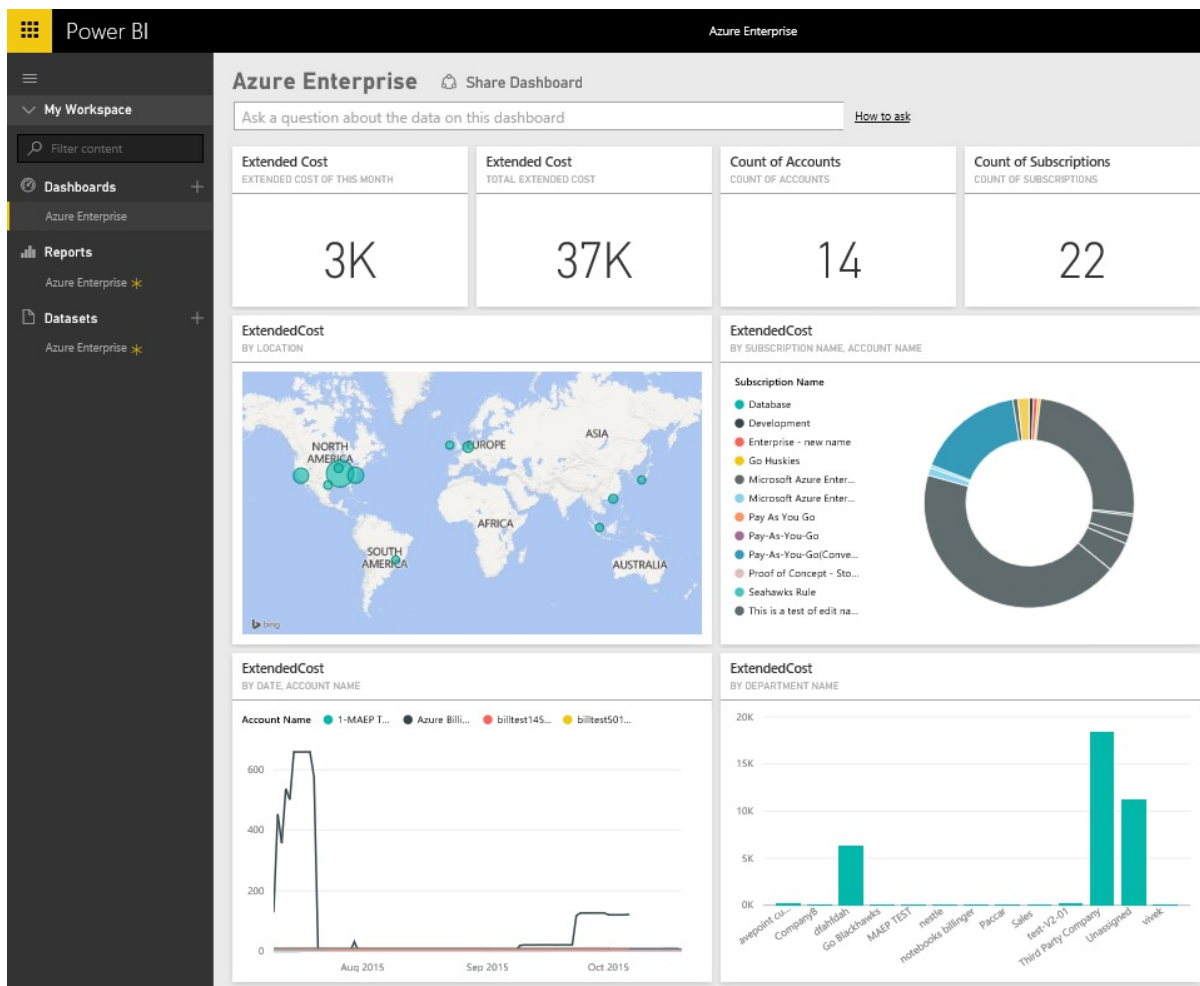 Power BI
Azure Enterprise
My Workspace
Filter content
Dashboards
Azure Enterprise
Reports
Azure Enterprise
Datasets
Azure Enterprise
Azure Enterprise
Share Dashboard
Ask a question about the data on this dashboard
How to ask
Extended Cost
EXTENDED COST OF THIS MONTH
3K
Extended Cost
TOTAL EXTENDED COST
37K
Count of Accounts
COUNT OF ACCOUNTS
14
Count of Subscriptions
COUNT OF SUBSCRIPTIONS
22
ExtendedCost
BY LOCATION
NORTH
AMERICA
EUROPE
ASIA
AFRICA
SOUTH
AMERICA
AUSTRALIA
bing
ExtendedCost
BY SUBSCRIPTION NAME, ACCOUNT NAME
Subscription Name
Database
Development
Enterprise - new name
Go Huskies
Microsoft Azure Enter...
Microsoft Azure Enter...
Pay As You Go
Pay-As-You-Go
Pay-As-You-Go(Conve...
Proof of Concept - Sto...
Seahawks Rule
This is a test of edit na...
ExtendedCost
BY DATE, ACCOUNT NAME
Account Name 1-MAEP T... Azure Billi... billtest145... billtest501...
600
400
200
0
Aug 2015 Sep 2015 Oct 2015
ExtendedCost
BY DEPARTMENT NAME
20K
15K
10K
5K
0K
avepoint cu...
CompanyB
dfahfdah
Go Blackhawks
MAEP TEST
nestle
notebooks billinger
Paccar
Sales
test-V2-01
Third Party Company
Unassigned
vivek